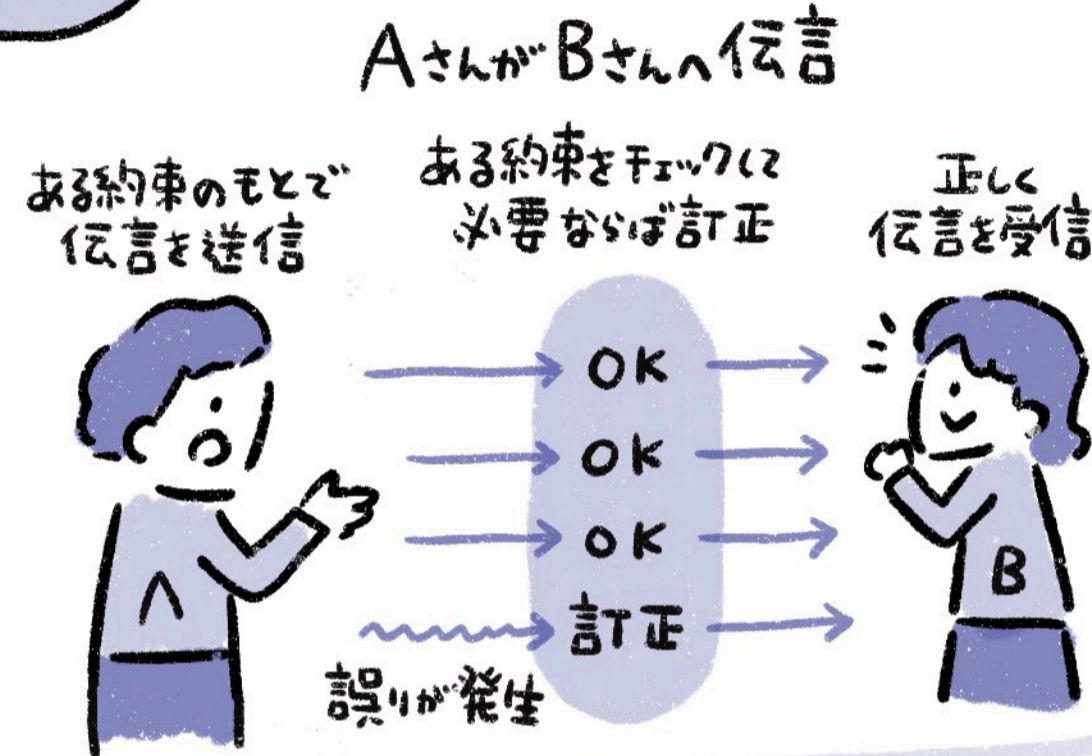 AさんがBさんへ伝言
ある約束のもとで
伝言を送信
ある約束をチェックして
必要ならば訂正
正しく
伝言を受信
OK
OK
OK
訂正
誤りが発生
A
B